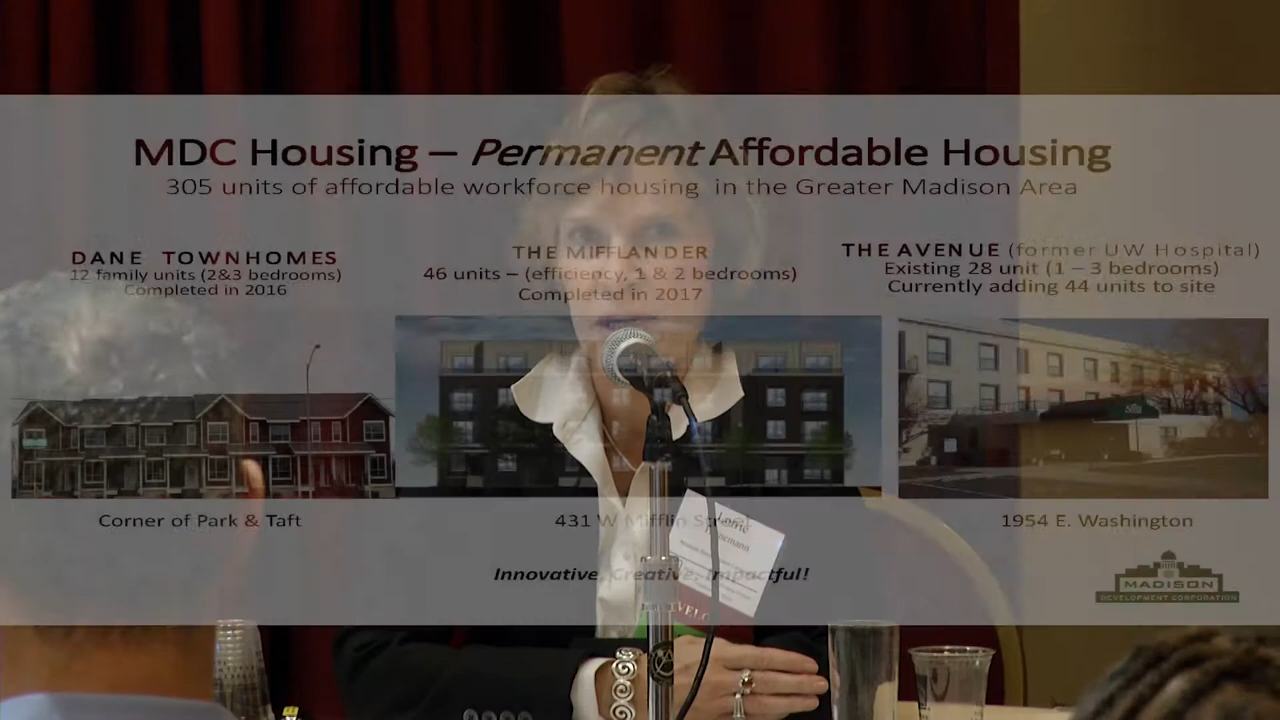 MDC Housing – Permanent Affordable Housing
305 units of affordable workforce housing in the Greater Madison Area
DANE TOWNHOMES
12 family units (2&3 bedrooms)
Completed in 2016
THE MIFFLANDER
46 units – (efficiency, 1 & 2 bedrooms)
Completed in 2017
THE AVENUE (former UW Hospital)
Existing 28 unit (1 – 3 bedrooms)
Currently adding 44 units to site
Corner of Park & Taft
431 W Mifflin Street
1954 E. Washington
Innovative, Creative, Impactful!
MADISON
DEVELOPMENT CORPORATION